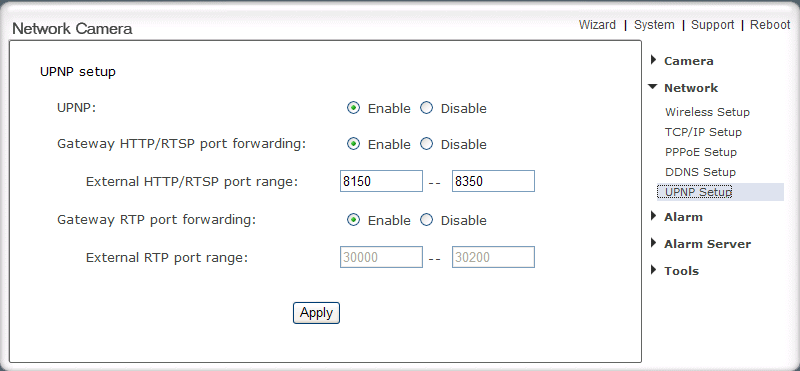 Network Camera
Wizard | System | Support | Reboot
UPNP setup
UPNP: Enable Disable
Gateway HTTP/RTSP port forwarding: Enable Disable
External HTTP/RTSP port range: 8150 -- 8350
Gateway RTP port forwarding: Enable Disable
External RTP port range: 30000 -- 30200
Apply
Camera
Network
Wireless Setup
TCP/IP Setup
PPPoE Setup
DDNS Setup
UPNP Setup
Alarm
Alarm Server
Tools